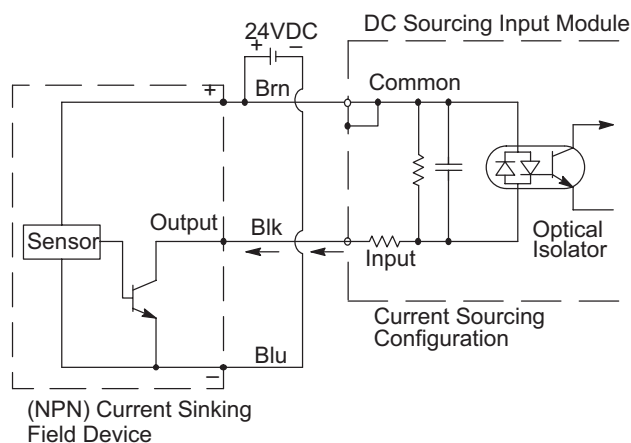 24VDC
+ −
DC Sourcing Input Module
+
Brn
Common
Output
Blk
Sensor
Input
Optical
Isolator
Current Sourcing
Configuration
Blu
−
(NPN) Current Sinking
Field Device